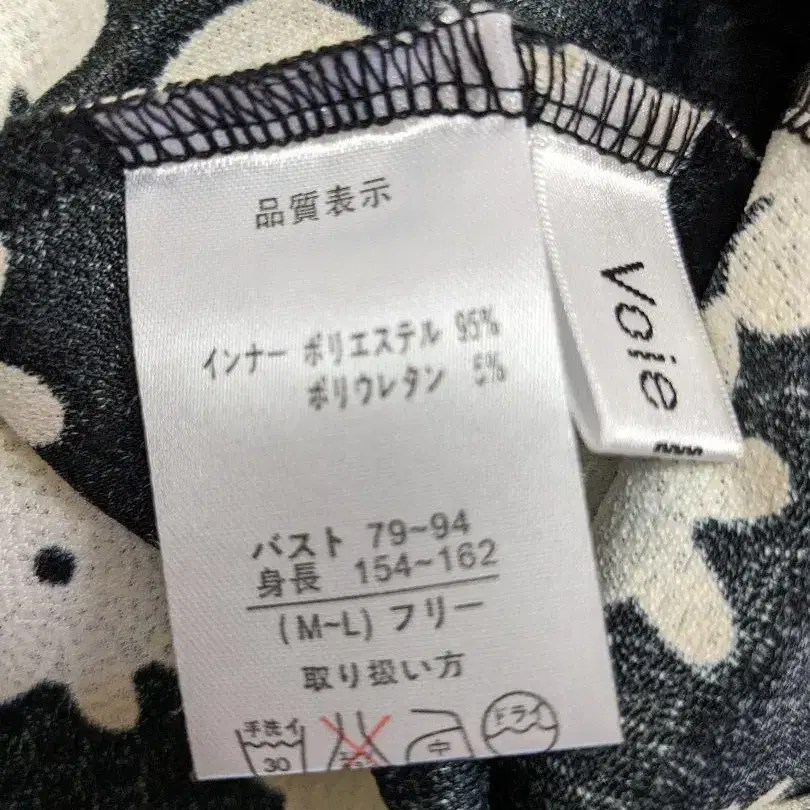 品質表示
インナー ポリエステル 95%
ポリウレタン 5%
バスト 79~94
身長 154~162
(M~L) フリー
取り扱い方
手洗イ
30
中
ドライ
voie